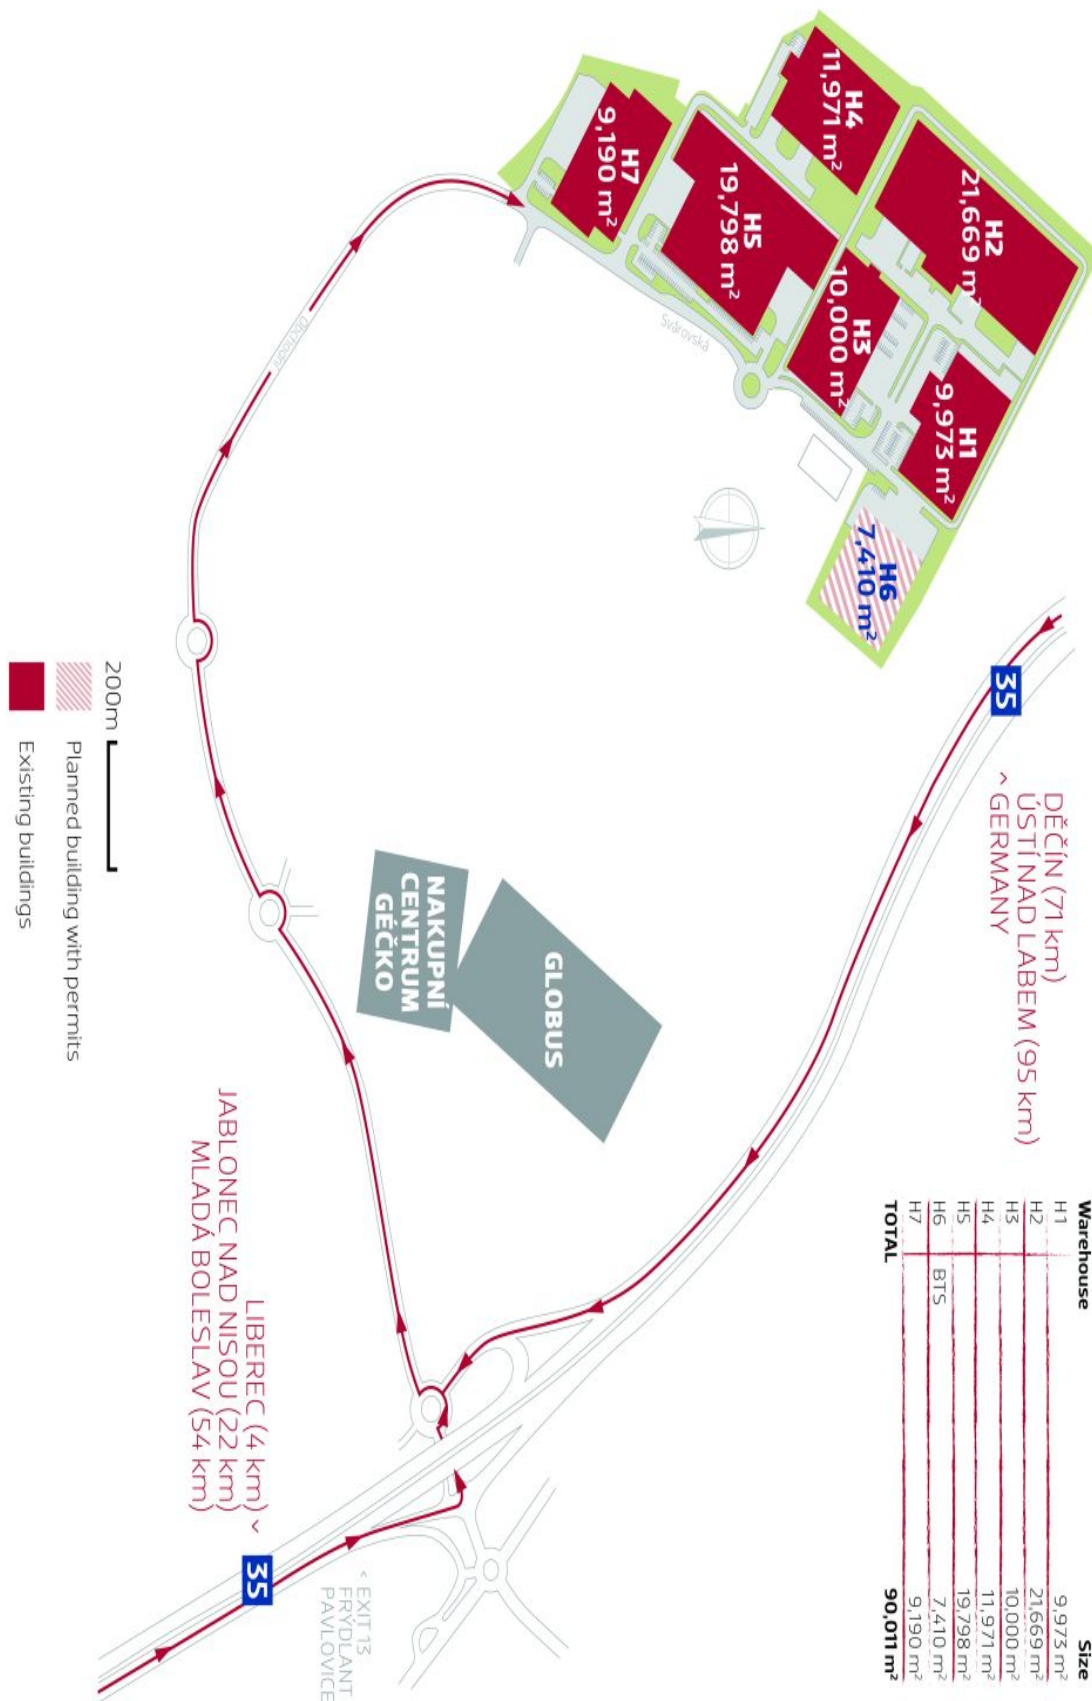 H4
11,971 m²
H2
21,669 m²
H7
9,190 m²
H5
19,798 m²
H3
10,000 m²
H1
9,973 m²
H6
7,410 m²
Svárovská
Obchodní
35
DĚČÍN (71 km)
ÚSTÍ NAD LABEM (95 km)
^ GERMANY
GLOBUS
NÁKUPNÍ
CENTRUM
GÉČKO
LIBEREC (4 km) ˅
JABLONEC NAD NISOU (22 km)
MLADÁ BOLESLAV (54 km)
35
˂ EXIT 13
FRÝDLANT
PAVLOVICE
200m
Planned building with permits
Existing buildings
Warehouse Size
H1 9,973 m²
H2 21,669 m²
H3 10,000 m²
H4 11,971 m²
H5 19,798 m²
H6 BTS 7,410 m²
H7 9,190 m²
TOTAL 90,011 m²